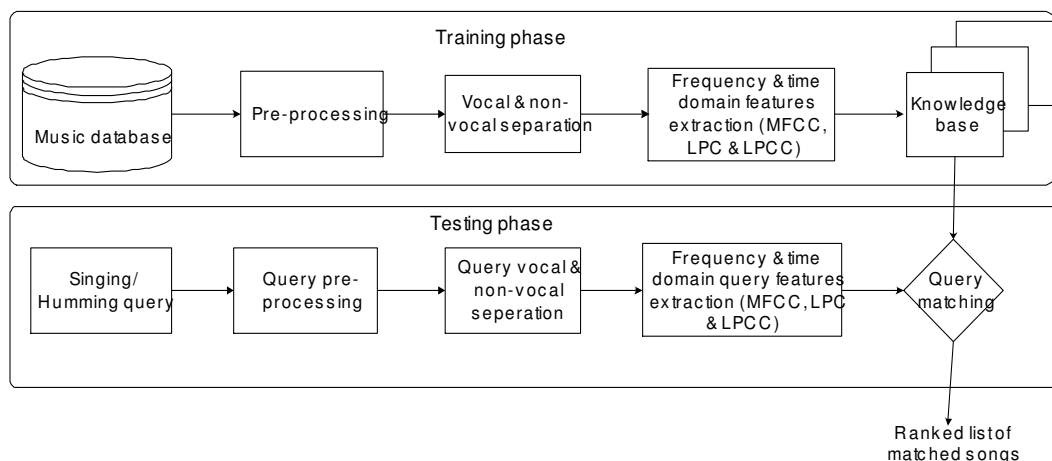 Training phase
Music database
Pre-processing
Vocal & non-
vocal separation
Frequency & time
domain features
extraction (MFCC,
LPC & LPCC)
Knowledge
base
Testing phase
Singing/
Humming query
Query pre-
processing
Query vocal &
non-vocal
seperation
Frequency & time
domain query features
extraction (MFCC, LPC
& LPCC)
Query
matching
Ranked list of
matched songs